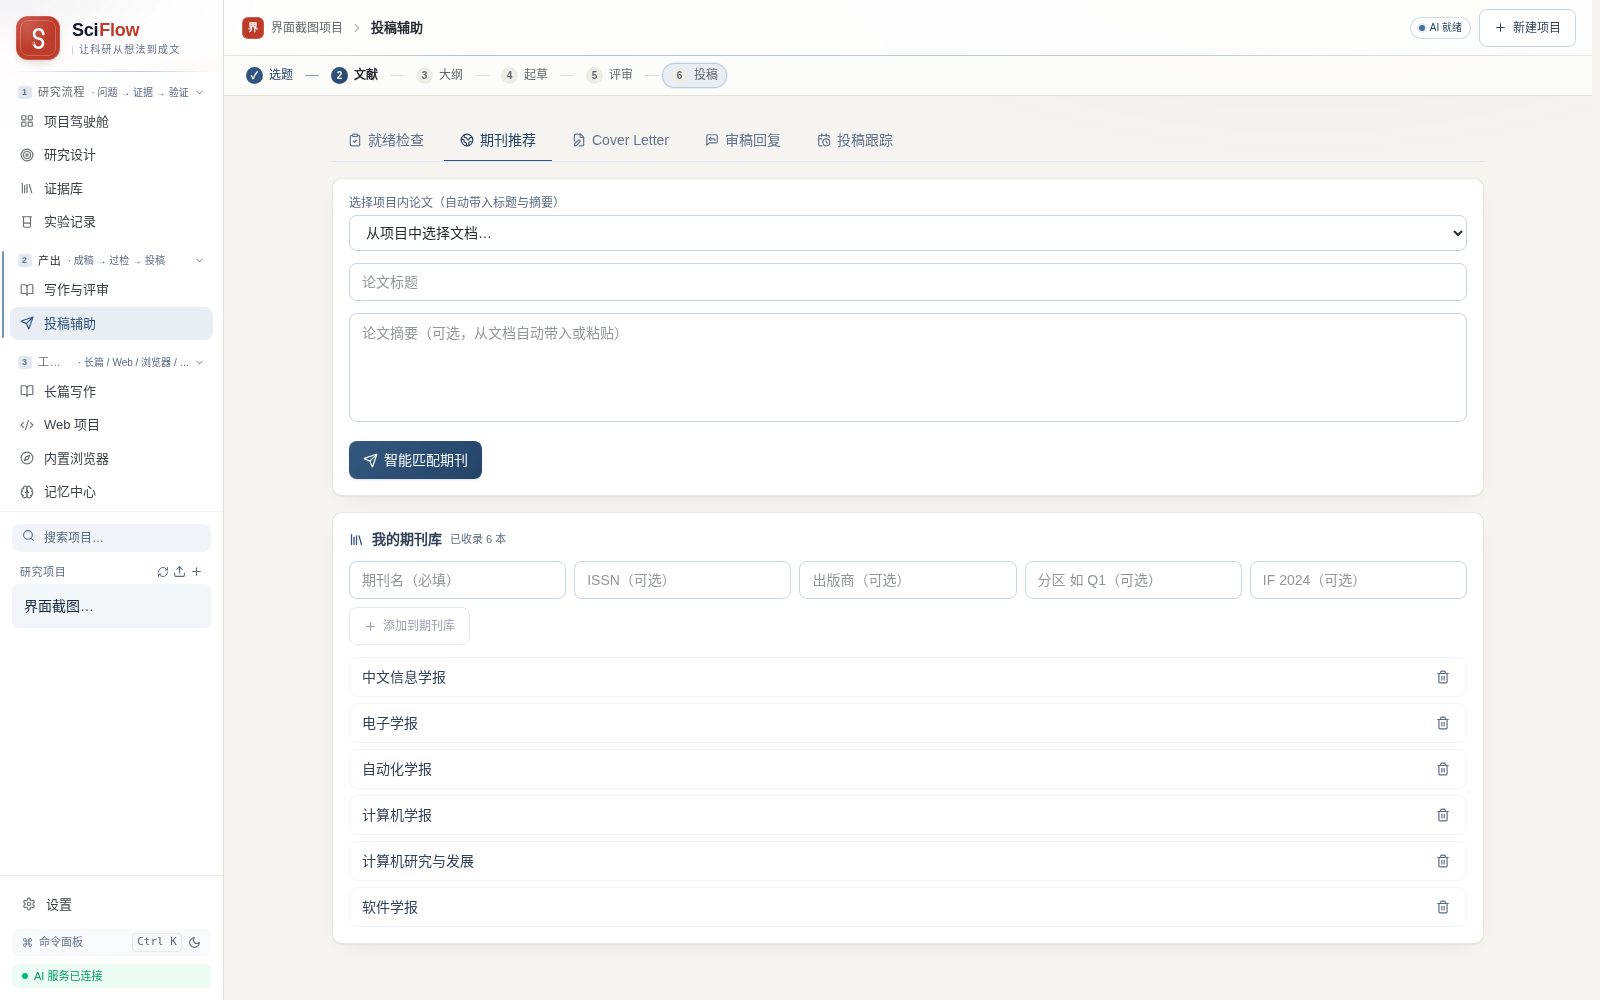 SciFlow
让科研从想法到成文
1 研究流程 · 问题 → 证据 → 验证
项目驾驶舱
研究设计
证据库
实验记录
2 产出 · 成稿 → 过检 → 投稿
写作与评审
投稿辅助
3 工… · 长篇 / Web / 浏览器 / …
长篇写作
Web 项目
内置浏览器
记忆中心
搜索项目…
研究项目
界面截图…
设置
命令面板 Ctrl K
AI 服务已连接
界 界面截图项目 投稿辅助
AI 就绪
新建项目
选题 2 文献 3 大纲 4 起草 5 评审 6 投稿
就绪检查 期刊推荐 Cover Letter 审稿回复 投稿跟踪
选择项目内论文（自动带入标题与摘要）
从项目中选择文档…
论文标题
论文摘要（可选，从文档自动带入或粘贴）
智能匹配期刊
我的期刊库 已收录 6 本
期刊名（必填） ISSN（可选） 出版商（可选） 分区 如 Q1（可选） IF 2024（可选）
添加到期刊库
中文信息学报
电子学报
自动化学报
计算机学报
计算机研究与发展
软件学报